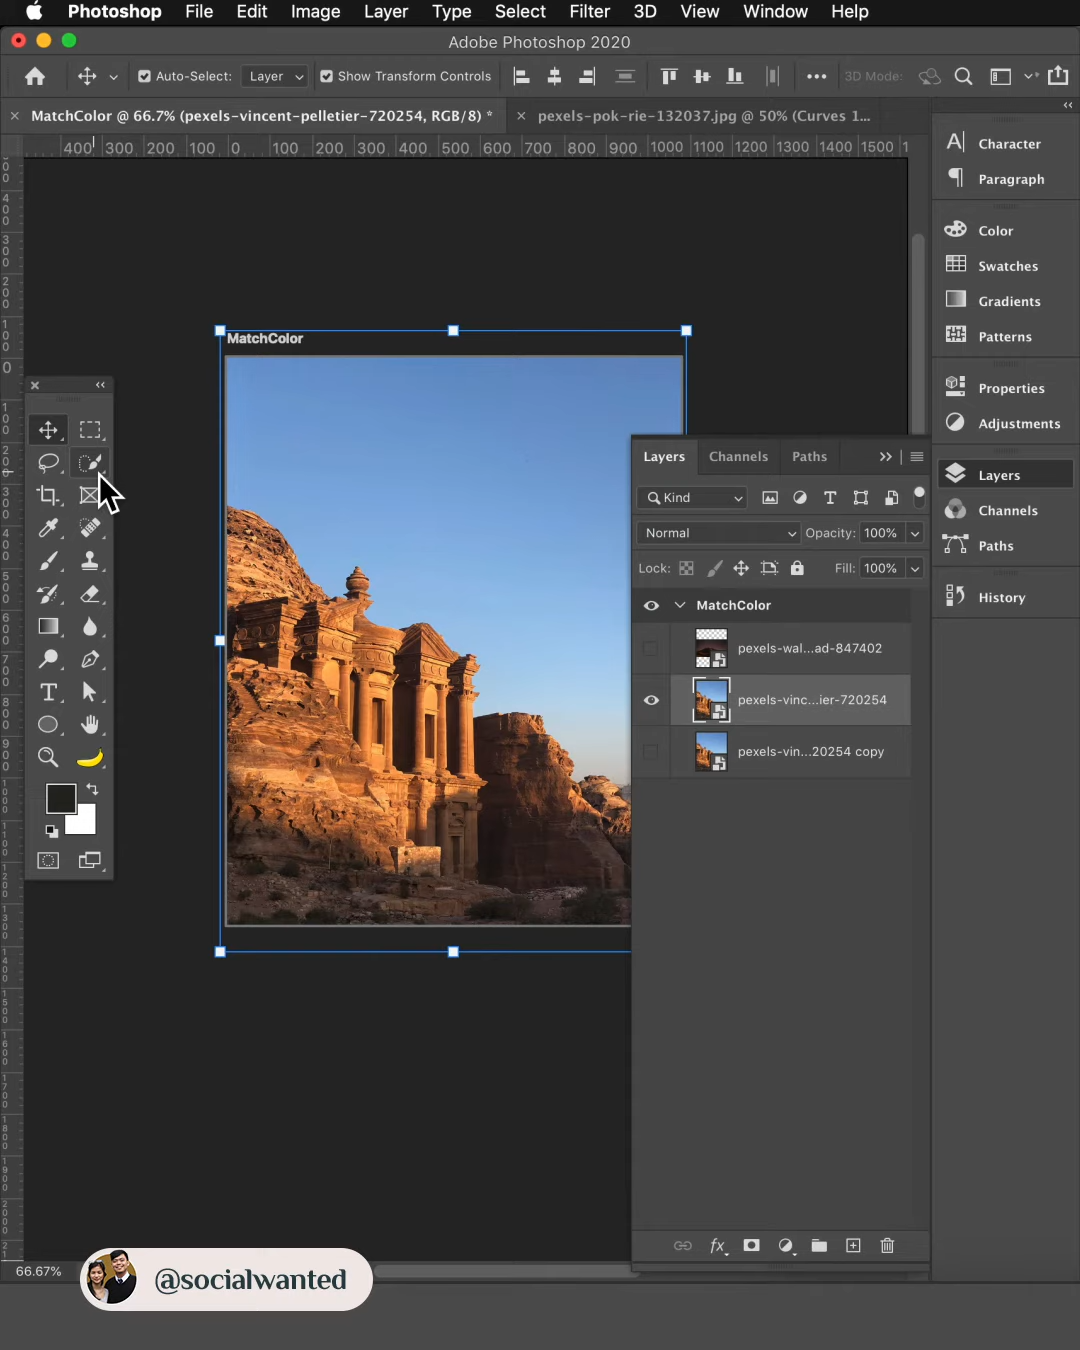 Photoshop File Edit Image Layer Type Select Filter 3D View Window Help
Adobe Photoshop 2020
Auto-Select: Layer Show Transform Controls 3D Mode:
MatchColor @ 66.7% (pexels-vincent-pelletier-720254, RGB/8) * pexels-pok-rie-132037.jpg @ 50% (Curves 1...
400 300 200 100 0 100 200 300 400 500 600 700 800 900 1000 1100 1200 1300 1400 1500 1
Character
Paragraph
Color
Swatches
Gradients
Patterns
Properties
Adjustments
Layers
Channels
Paths
History
MatchColor
Layers Channels Paths
Kind
Normal Opacity: 100%
Lock: Fill: 100%
MatchColor
pexels-wal...ad-847402
pexels-vinc...ier-720254
pexels-vin...20254 copy
fx
66.67%
@socialwanted